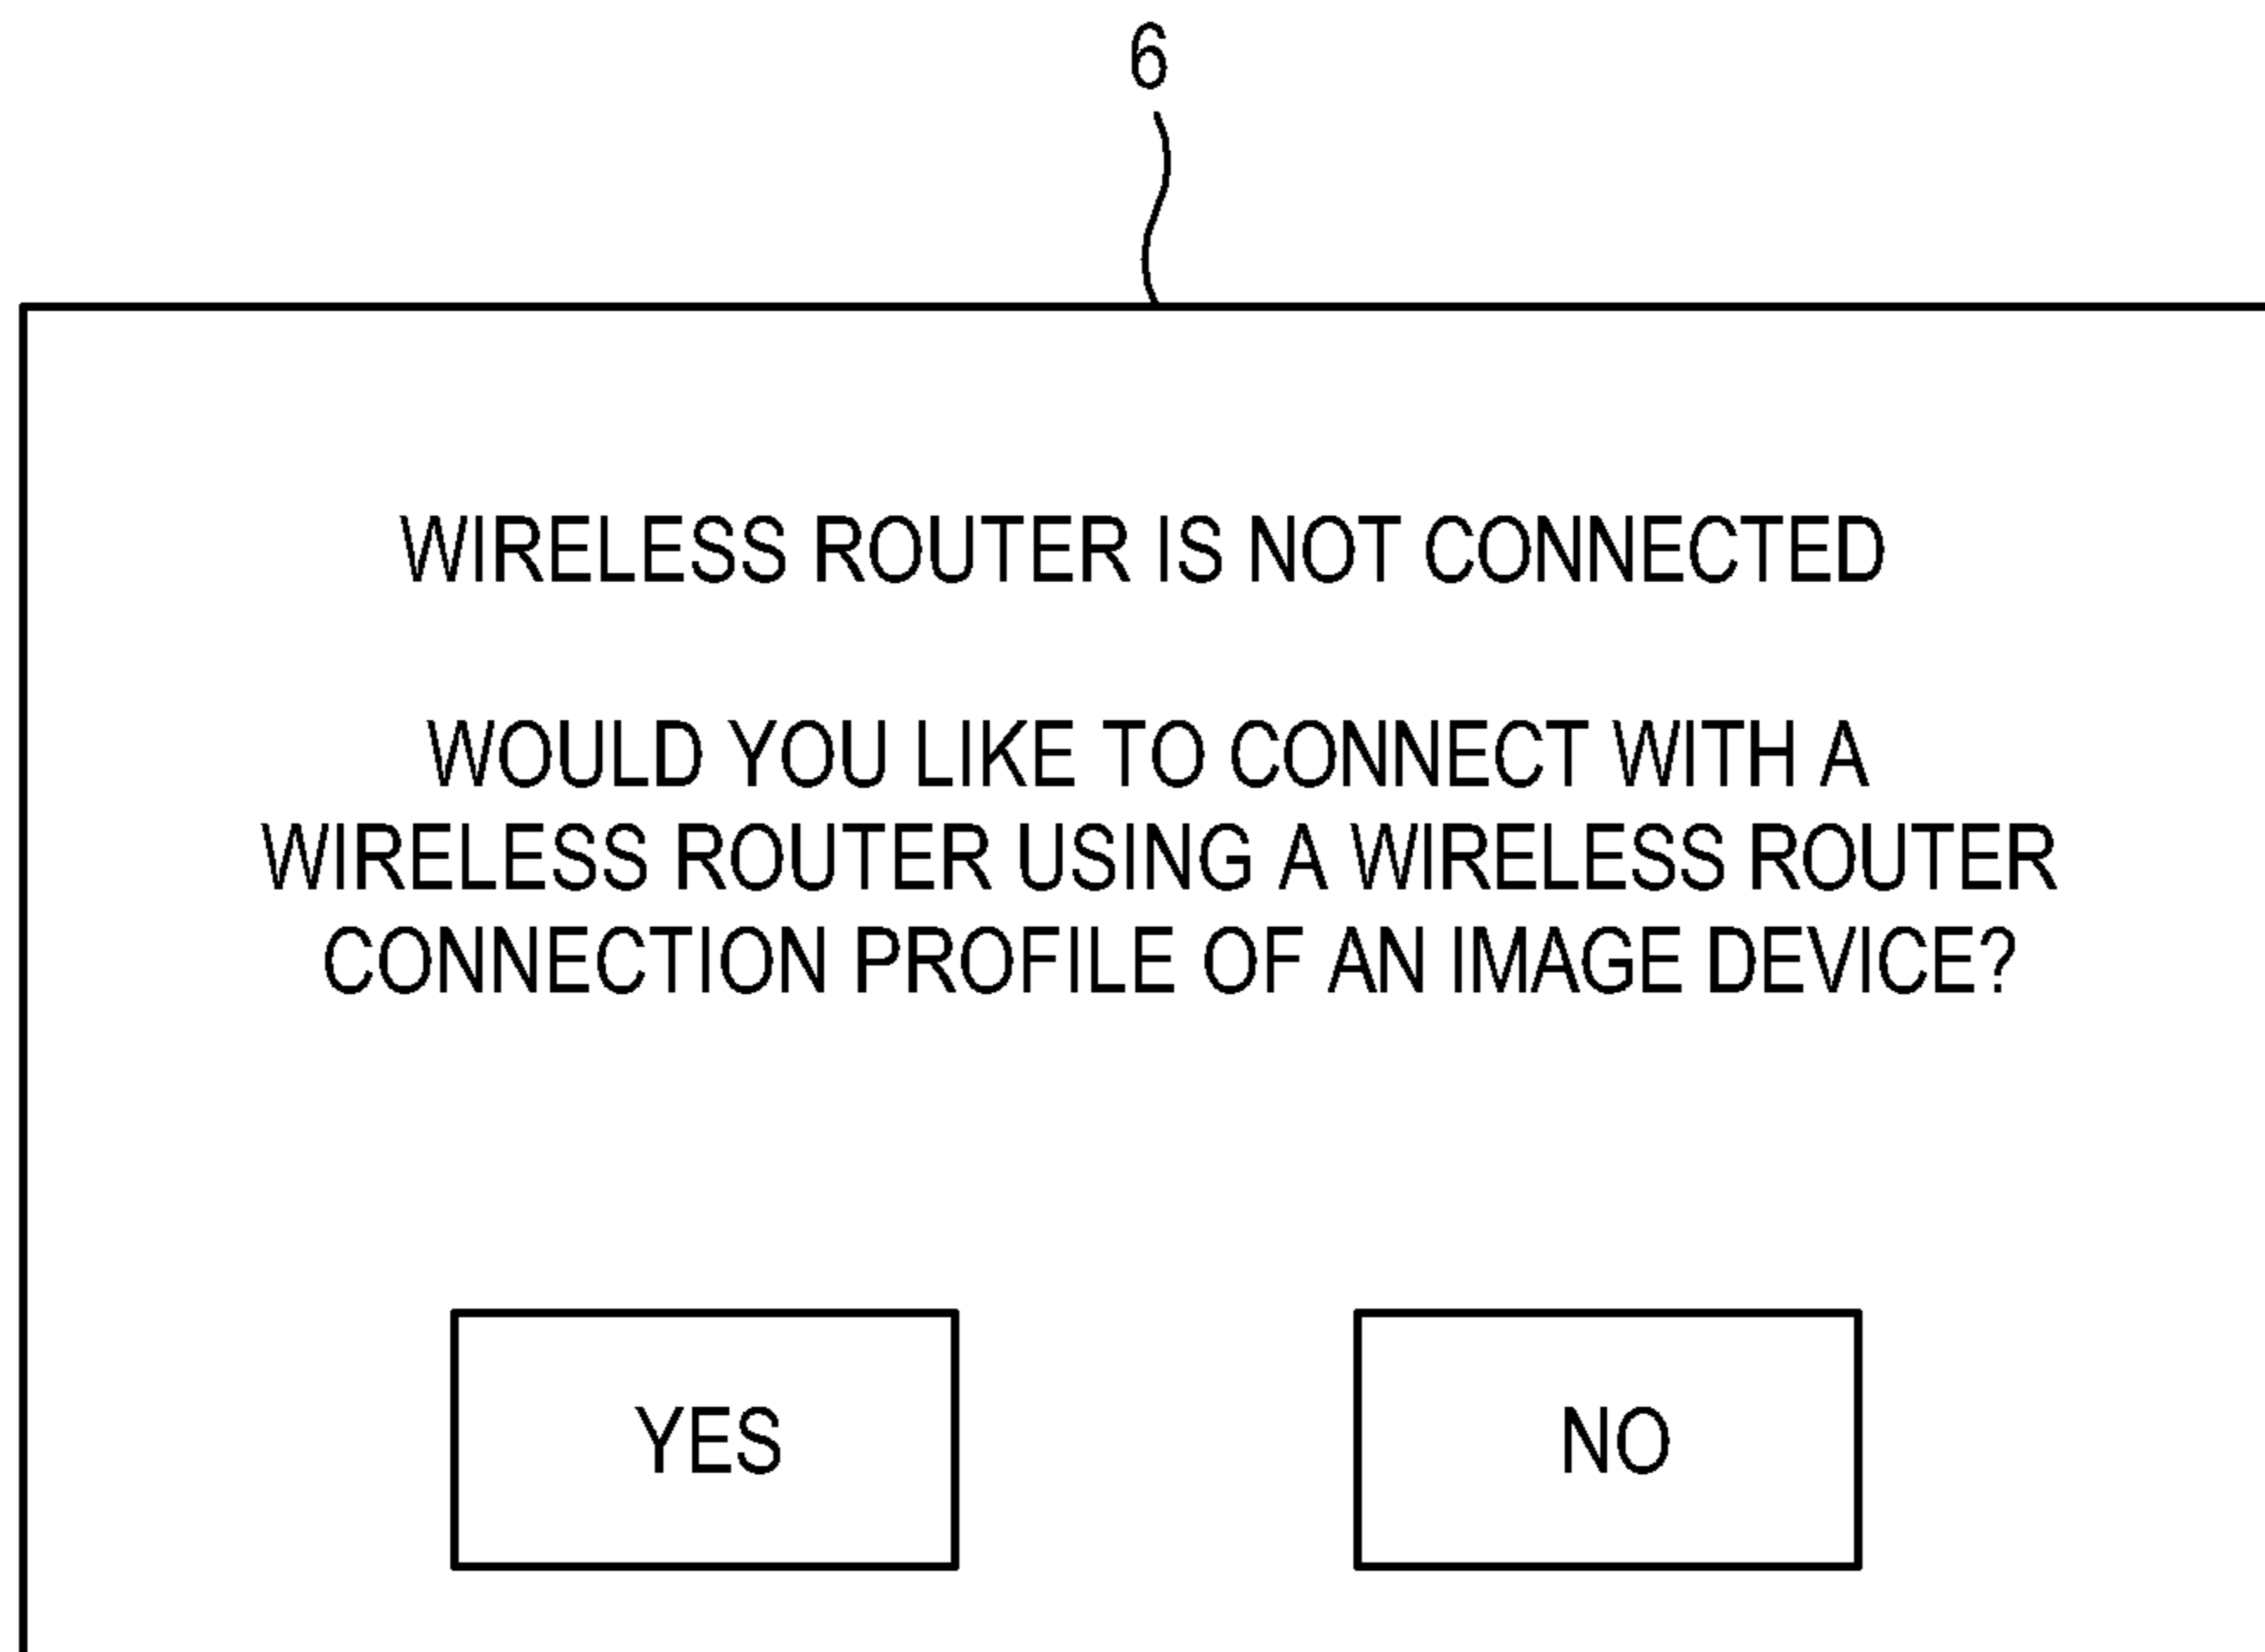 6
WIRELESS ROUTER IS NOT CONNECTED
WOULD YOU LIKE TO CONNECT WITH A
WIRELESS ROUTER USING A WIRELESS ROUTER
CONNECTION PROFILE OF AN IMAGE DEVICE?
YES NO